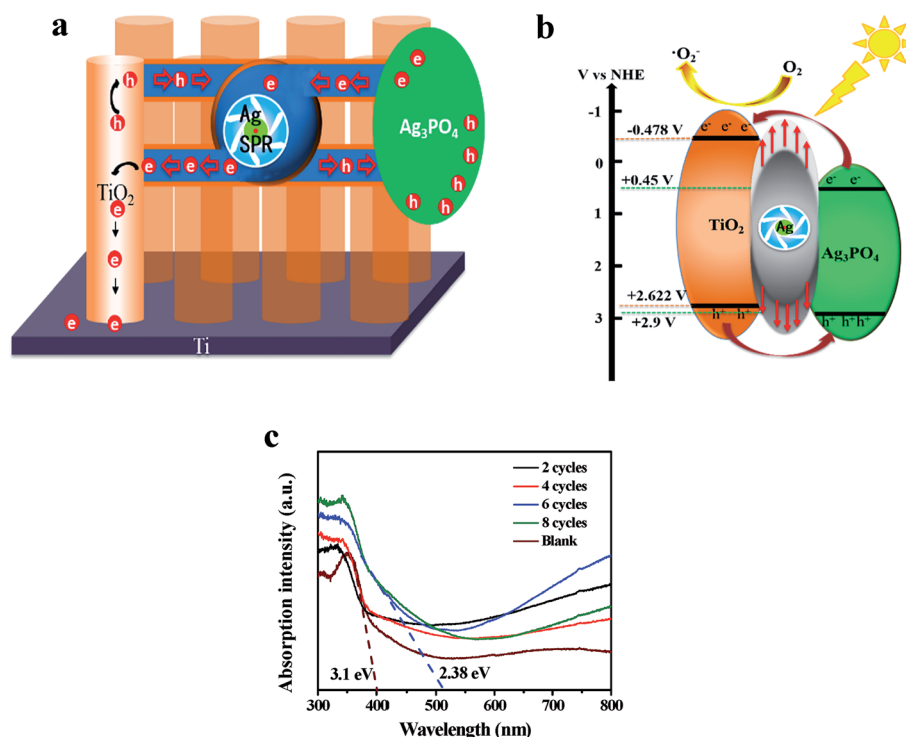 a
h
h
e
e
h
e
h
TiO₂
e
e
e
e
Ag
SPR
e
e
e
e
h
e
e
e
Ag₃PO₄
h
h
h
h
h
Ti
b
V vs NHE
·O₂⁻
O₂
-1
0
1
2
3
-0.478 V
+0.45 V
+2.622 V
+2.9 V
e⁻ e⁻ e⁻
TiO₂
h⁺ h⁺
Ag
e⁻ e⁻
Ag₃PO₄
h⁺ h⁺h⁺
c
Absorption intensity (a.u.)
2 cycles
4 cycles
6 cycles
8 cycles
Blank
3.1 eV
2.38 eV
300 400 500 600 700 800
Wavelength (nm)